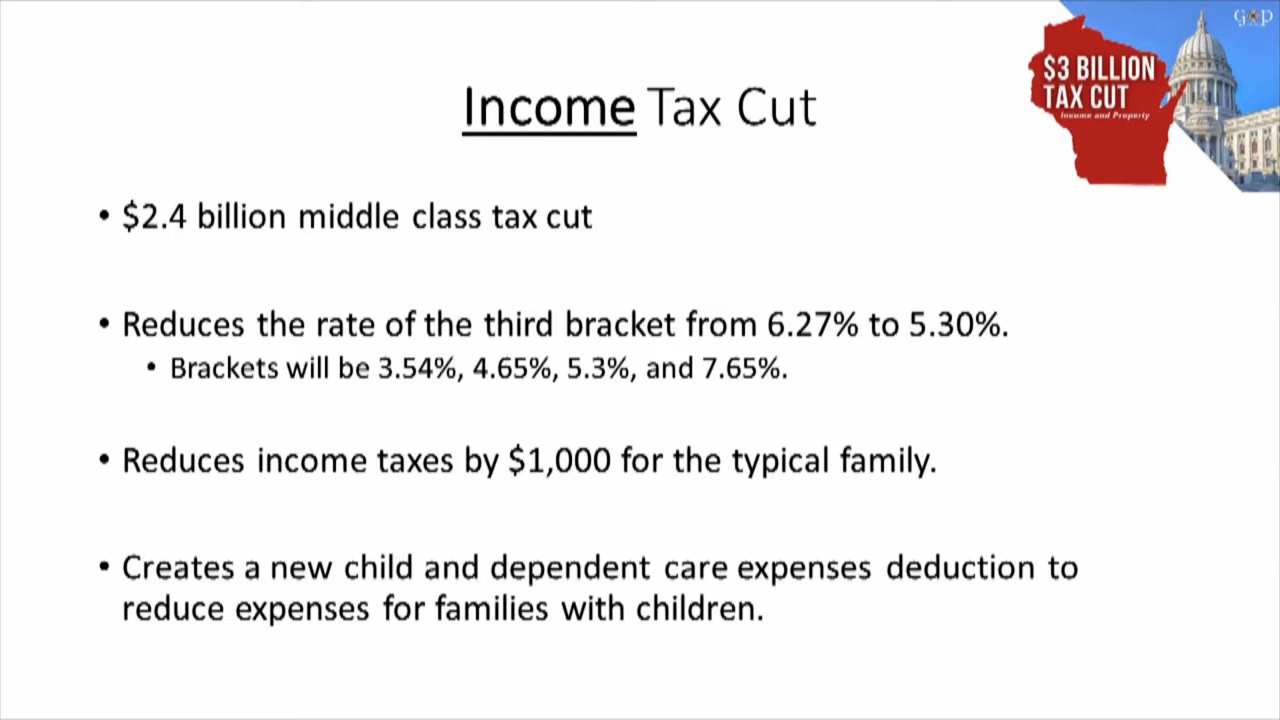 GOP
$3 BILLION
TAX CUT
Income and Property
Income Tax Cut
• $2.4 billion middle class tax cut
• Reduces the rate of the third bracket from 6.27% to 5.30%.
• Brackets will be 3.54%, 4.65%, 5.3%, and 7.65%.
• Reduces income taxes by $1,000 for the typical family.
• Creates a new child and dependent care expenses deduction to
reduce expenses for families with children.